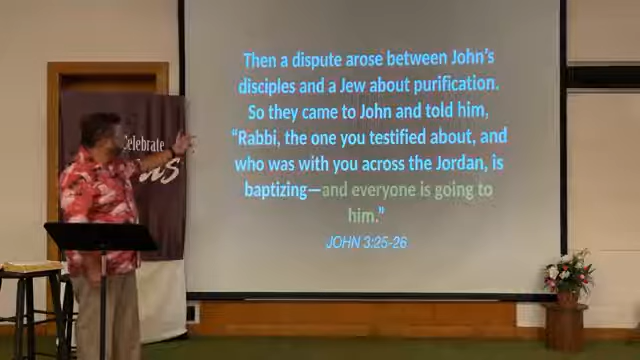 Then a dispute arose between John's
disciples and a Jew about purification.
So they came to John and told him,
“Rabbi, the one you testified about, and
who was with you across the Jordan, is
baptizing—and everyone is going to
him.”
JOHN 3:25-26
Celebrate